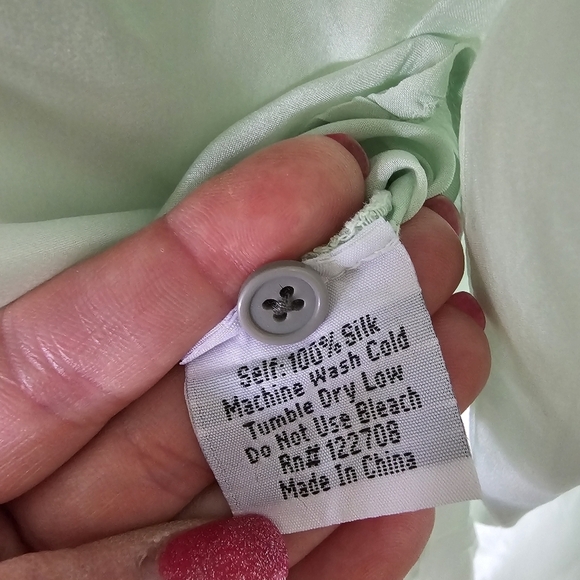 Self: 100% Silk
Machine Wash Cold
Tumble Dry Low
Do Not Use Bleach
Rn# 122708
Made In China